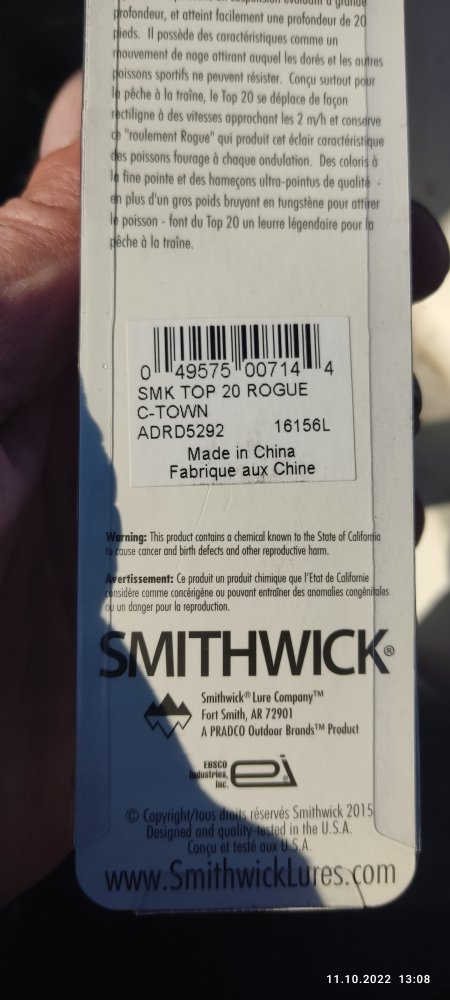 en suspension évoluant à grande
profondeur, et atteint facilement une profondeur de 20
pieds. Il possède des caractéristiques comme un
mouvement de nage attirant auquel les dorés et les autres
poissons sportifs ne peuvent résister. Conçu surtout pour
la pêche à la traîne, le Top 20 se déplace de façon
rectiligne à des vitesses approchant les 2 m/h et conserve
ce "roulement Rogue" qui produit cet éclair caractéristique
des poissons fourage à chaque ondulation. Des coloris à
la fine pointe et des hameçons ultra-pointus de qualité -
en plus d'un gros poids bruyant en tungstène pour attirer
le poisson - font du Top 20 un leurre légendaire pour la
pêche à la traîne.
0 49575 00714 4
SMK TOP 20 ROGUE
C-TOWN
ADRD5292 16156L
Made in China
Fabrique aux Chine
Warning: This product contains a chemical known to the State of California
to cause cancer and birth defects and other reproductive harm.
Avertissement: Ce produit un produit chimique que l'Etat de Californie
considère comme concérigène ou pouvant entraîner des anomalies congénitales
ou un danger pour la reproduction.
SMITHWICK®
Smithwick® Lure Company™
Fort Smith, AR 72901
A PRADCO Outdoor Brands™ Product
EBSCO
Industries,
Inc.
ei®
© Copyright/tous droits réservés Smithwick 2015
Designed and quality-tested in the U.S.A.
Conçu et testé aux U.S.A.
www.SmithwickLures.com
11.10.2022 13:08